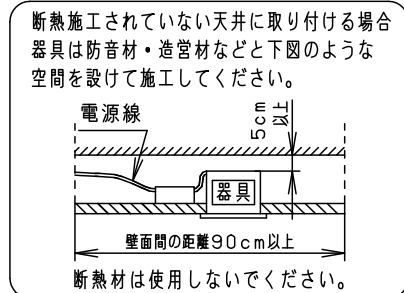 断熱施工されていない天井に取り付ける場合
器具は防音材・造営材などと下図のような
空間を設けて施工してください。
電源線
5cm
以上
器具
壁面間の距離90cm以上
断熱材は使用しないでください。